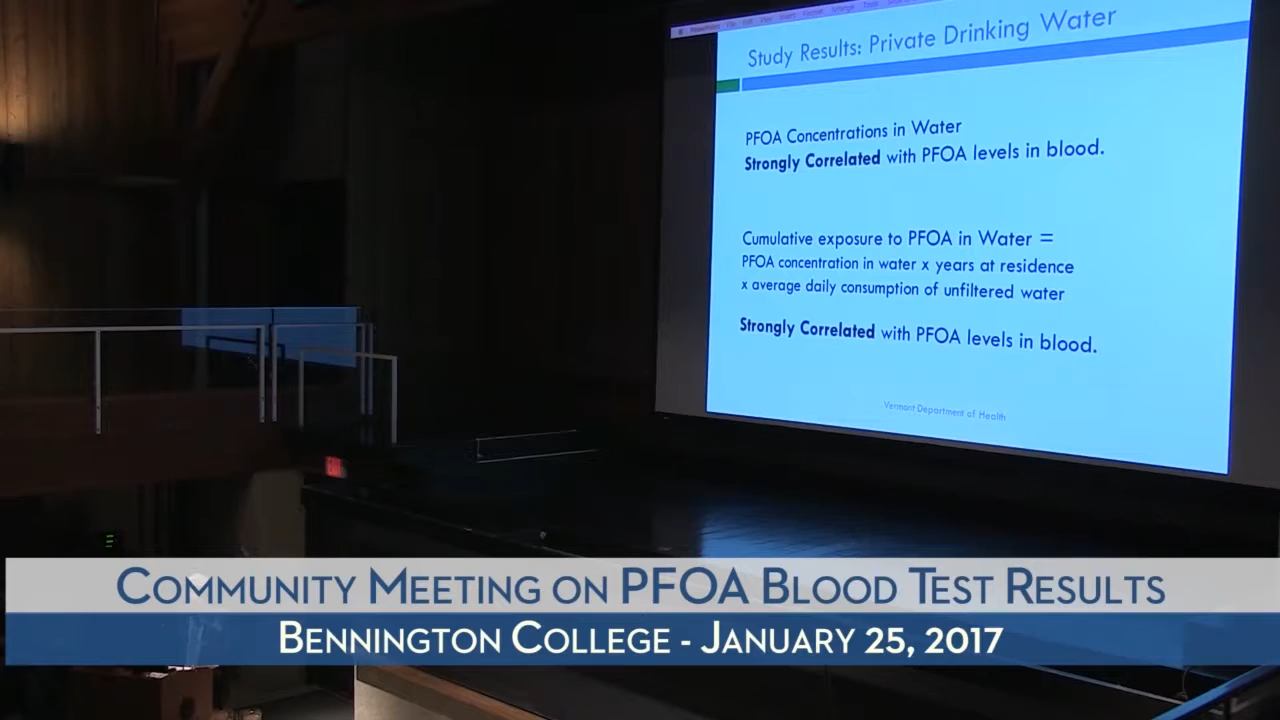 Study Results: Private Drinking Water
PFOA Concentrations in Water
Strongly Correlated with PFOA levels in blood.
Cumulative exposure to PFOA in Water =
PFOA concentration in water x years at residence
x average daily consumption of unfiltered water
Strongly Correlated with PFOA levels in blood.
Vermont Department of Health
EXIT
COMMUNITY MEETING ON PFOA BLOOD TEST RESULTS
BENNINGTON COLLEGE - JANUARY 25, 2017